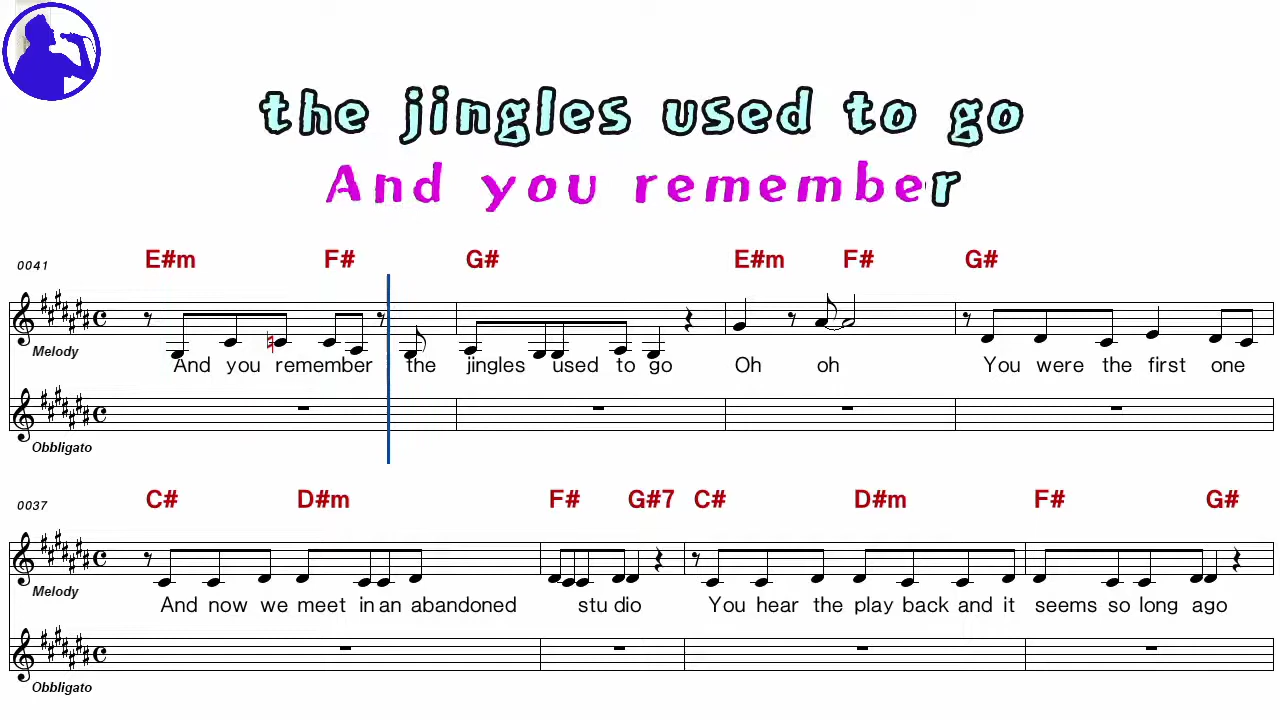 the jingles used to go
And you remember
E#m F# G# E#m F# G#
0041
Melody
And you remember the jingles used to go Oh oh You were the first one
Obbligato
C# D#m F# G#7 C# D#m F# G#
0037
Melody
And now we meet in an abandoned stu dio You hear the play back and it seems so long ago
Obbligato